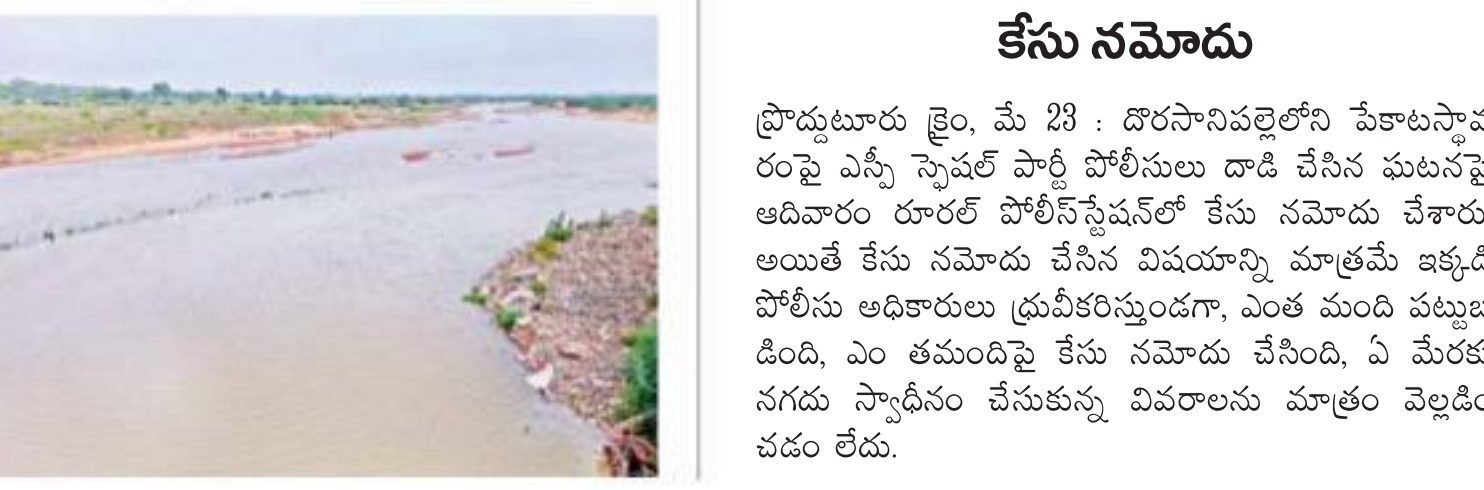 కేసు నమోదు
ప్రొద్దుటూరు క్రైం, మే 23 : దొరసానిపల్లెలోని పేకాటస్థావ
రంపై ఎస్పీ స్పెషల్ పార్టీ పోలీసులు దాడి చేసిన ఘటనపై
ఆదివారం రూరల్ పోలీస్‌స్టేషన్‌లో కేసు నమోదు చేశారు.
అయితే కేసు నమోదు చేసిన విషయాన్ని మాత్రమే ఇక్కడి
పోలీసు అధికారులు ధ్రువీకరిస్తుండగా, ఎంత మంది పట్టుబ
డింది, ఎం తమందిపై కేసు నమోదు చేసింది, ఏ మేరకు
నగదు స్వాధీనం చేసుకున్న వివరాలను మాత్రం వెల్లడిం
చడం లేదు.